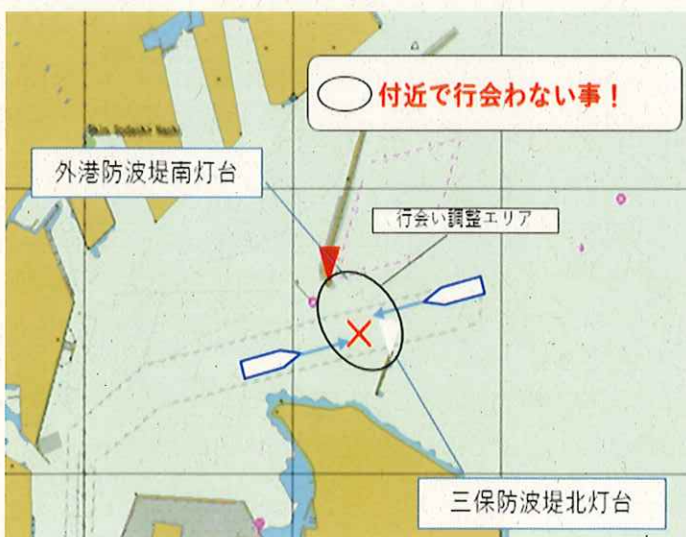 付近で行会わない事！
外港防波堤南灯台
行会い調整エリア
三保防波堤北灯台